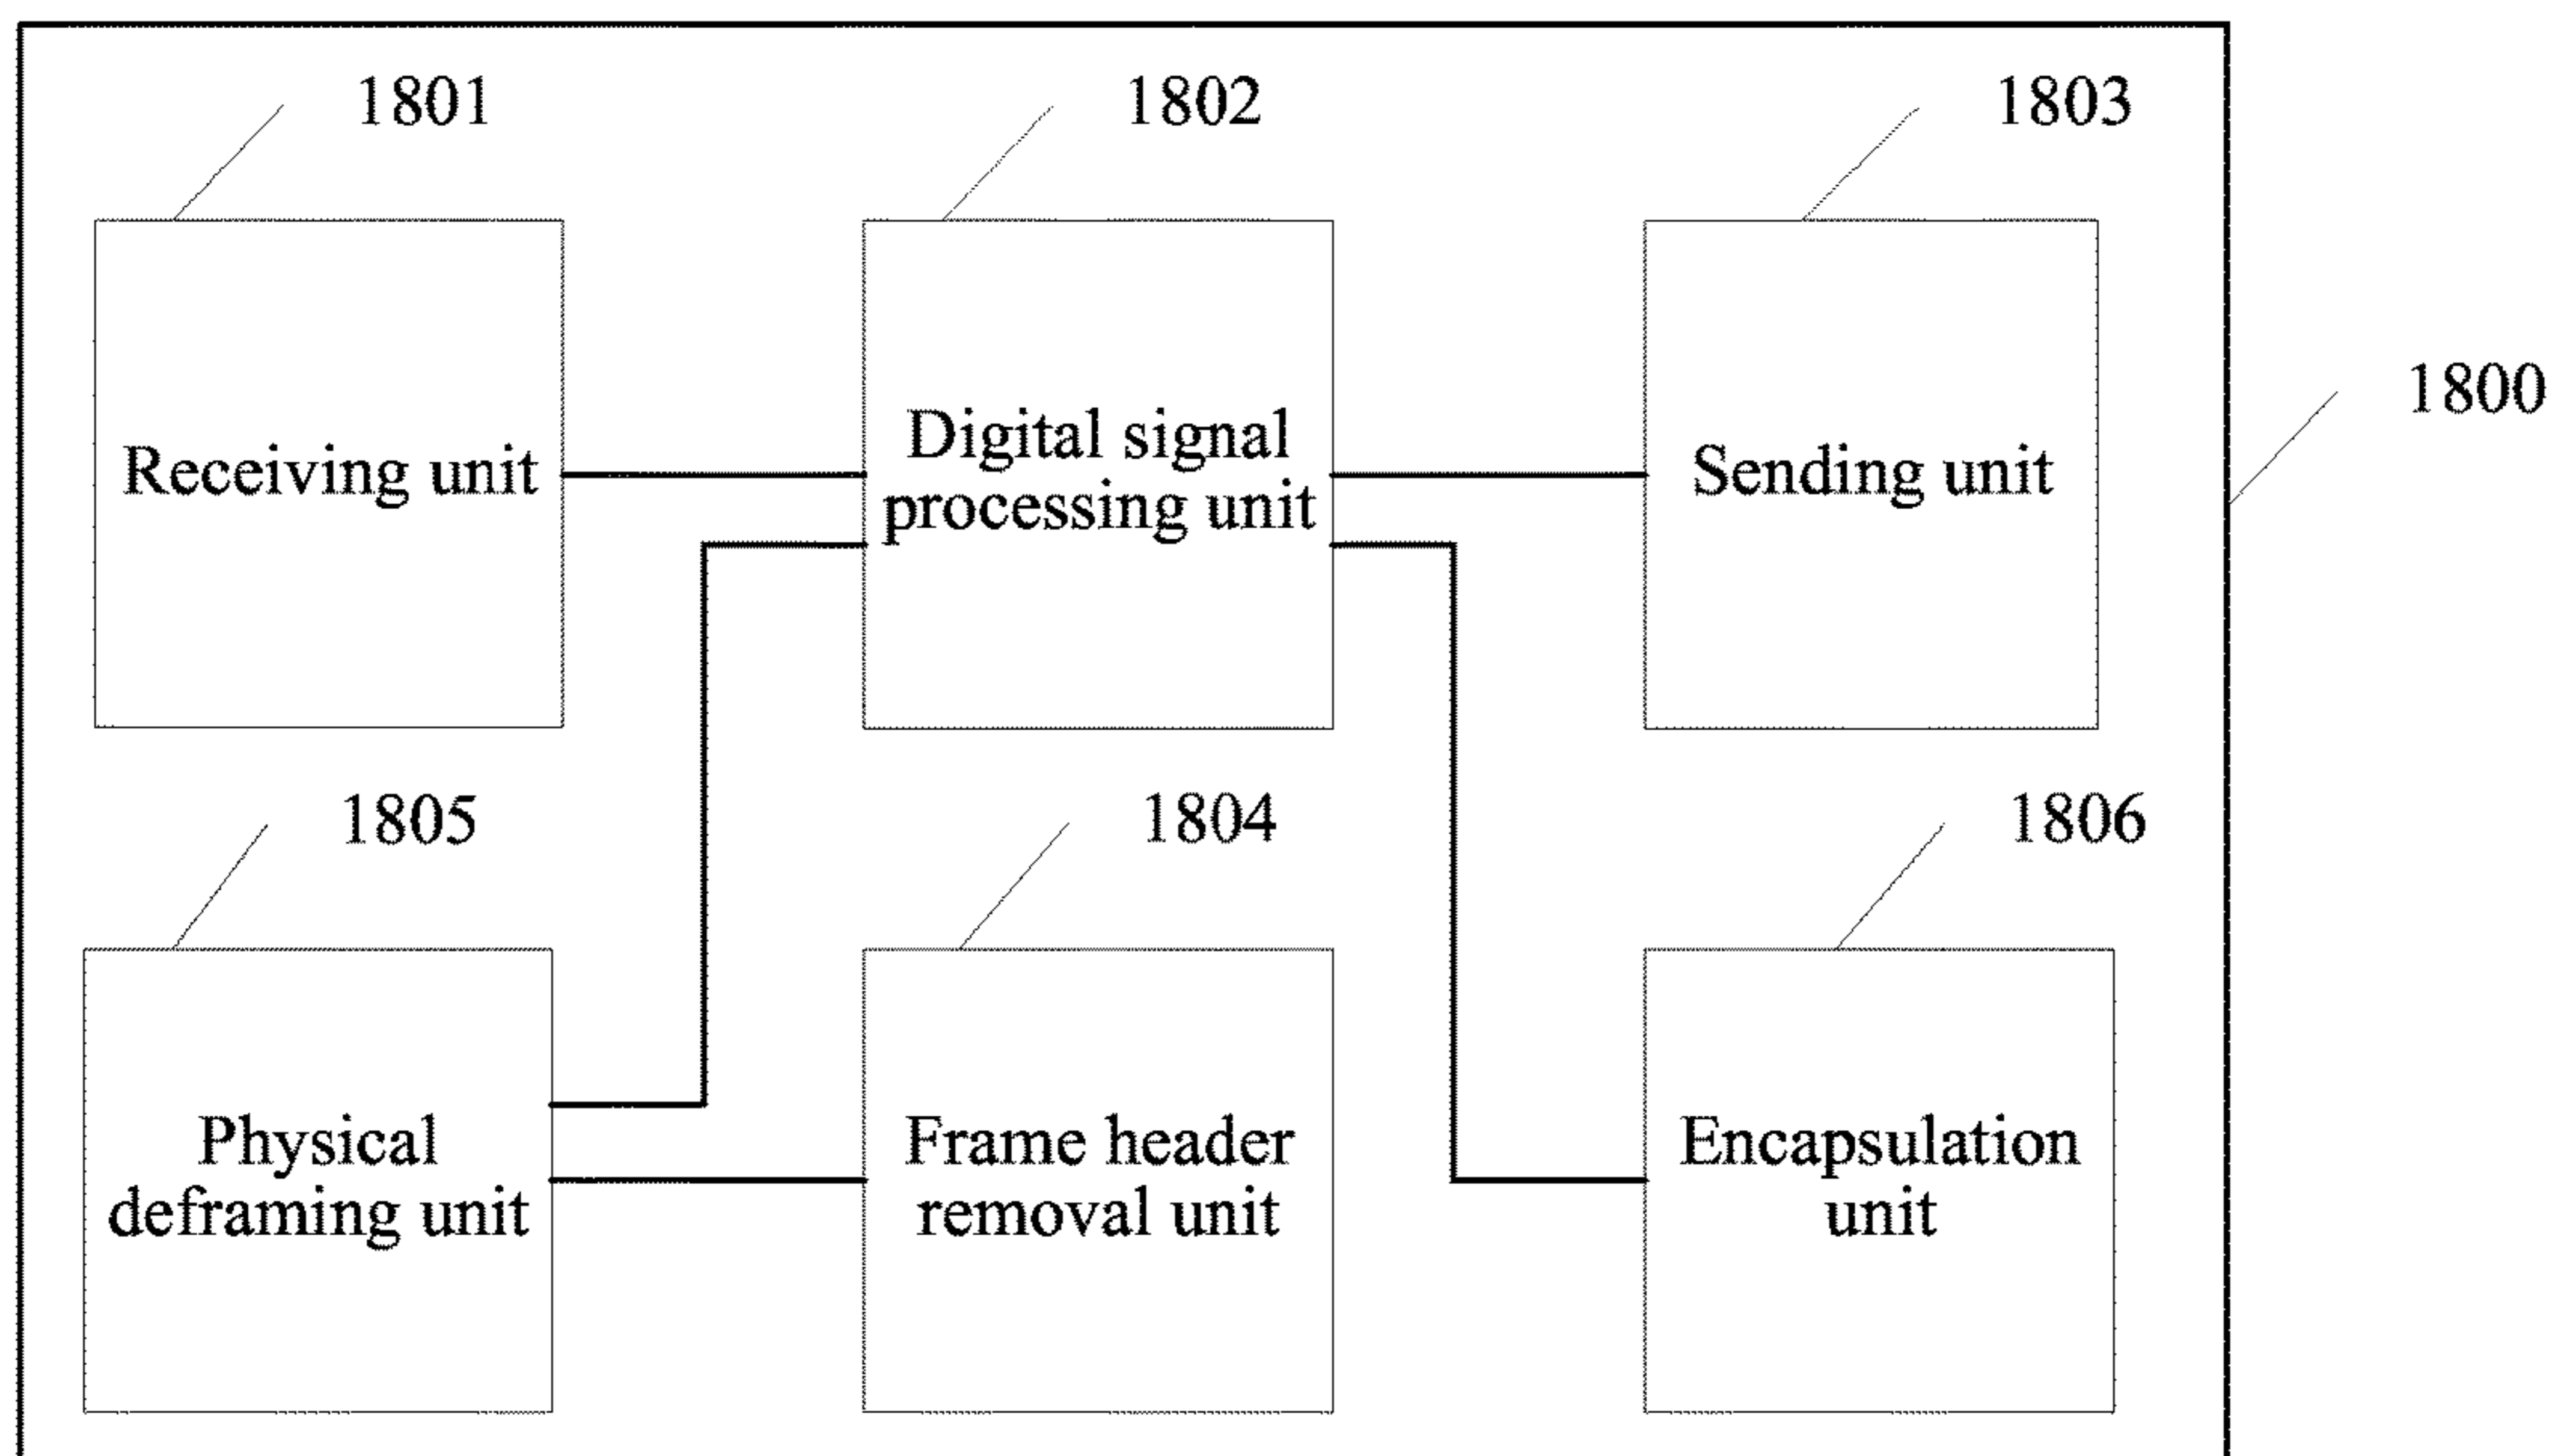 1801
1802
1803
1800
Receiving unit
Digital signal
processing unit
Sending unit
1805
1804
1806
Physical
deframing unit
Frame header
removal unit
Encapsulation
unit